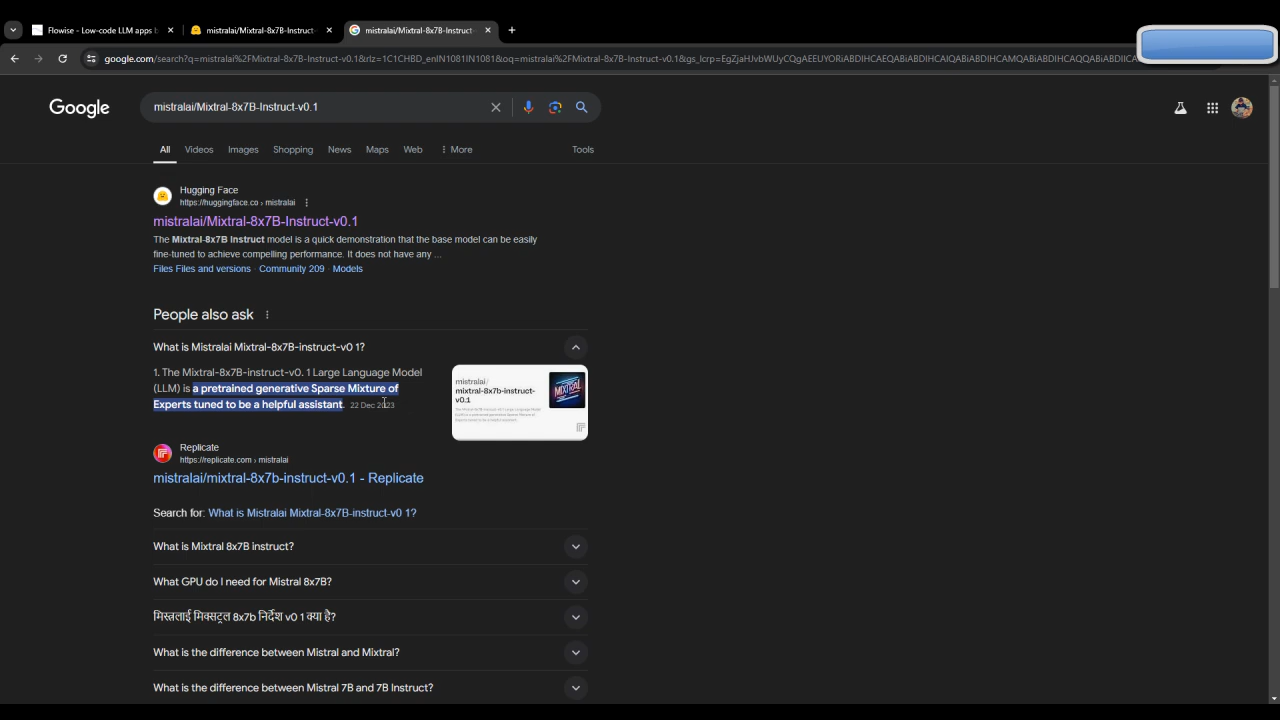 Flowise - Low-code LLM apps b
mistralai/Mixtral-8x7B-Instruct-
mistralai/Mixtral-8x7B-Instruct-
google.com/search?q=mistralai%2FMixtral-8x7B-Instruct-v0.1&rlz=1C1CHBD_enIN1081IN1081&oq=mistralai%2FMixtral-8x7B-Instruct-v0.1&gs_lcrp=
Google
mistralai/Mixtral-8x7B-Instruct-v0.1
All Videos Images Shopping News Maps Web More Tools
Hugging Face
https://huggingface.co › mistralai
mistralai/Mixtral-8x7B-Instruct-v0.1
The Mixtral-8x7B Instruct model is a quick demonstration that the base model can be easily
fine-tuned to achieve compelling performance. It does not have any ...
Files Files and versions · Community 209 · Models
People also ask
What is Mistralai Mixtral-8x7B-instruct-v0 1?
1. The Mixtral-8x7B-instruct-v0. 1 Large Language Model
(LLM) is a pretrained generative Sparse Mixture of
Experts tuned to be a helpful assistant. 22 Dec 2023
mistralai/
mixtral-8x7b-instruct-
v0.1
MIXTRAL
Replicate
https://replicate.com › mistralai
mistralai/mixtral-8x7b-instruct-v0.1 - Replicate
Search for: What is Mistralai Mixtral-8x7B-instruct-v0 1?
What is Mixtral 8x7B instruct?
What GPU do I need for Mistral 8x7B?
मिस्त्रलाई मिक्सट्रल 8x7b निर्देश v0 1 क्या है?
What is the difference between Mistral and Mixtral?
What is the difference between Mistral 7B and 7B Instruct?